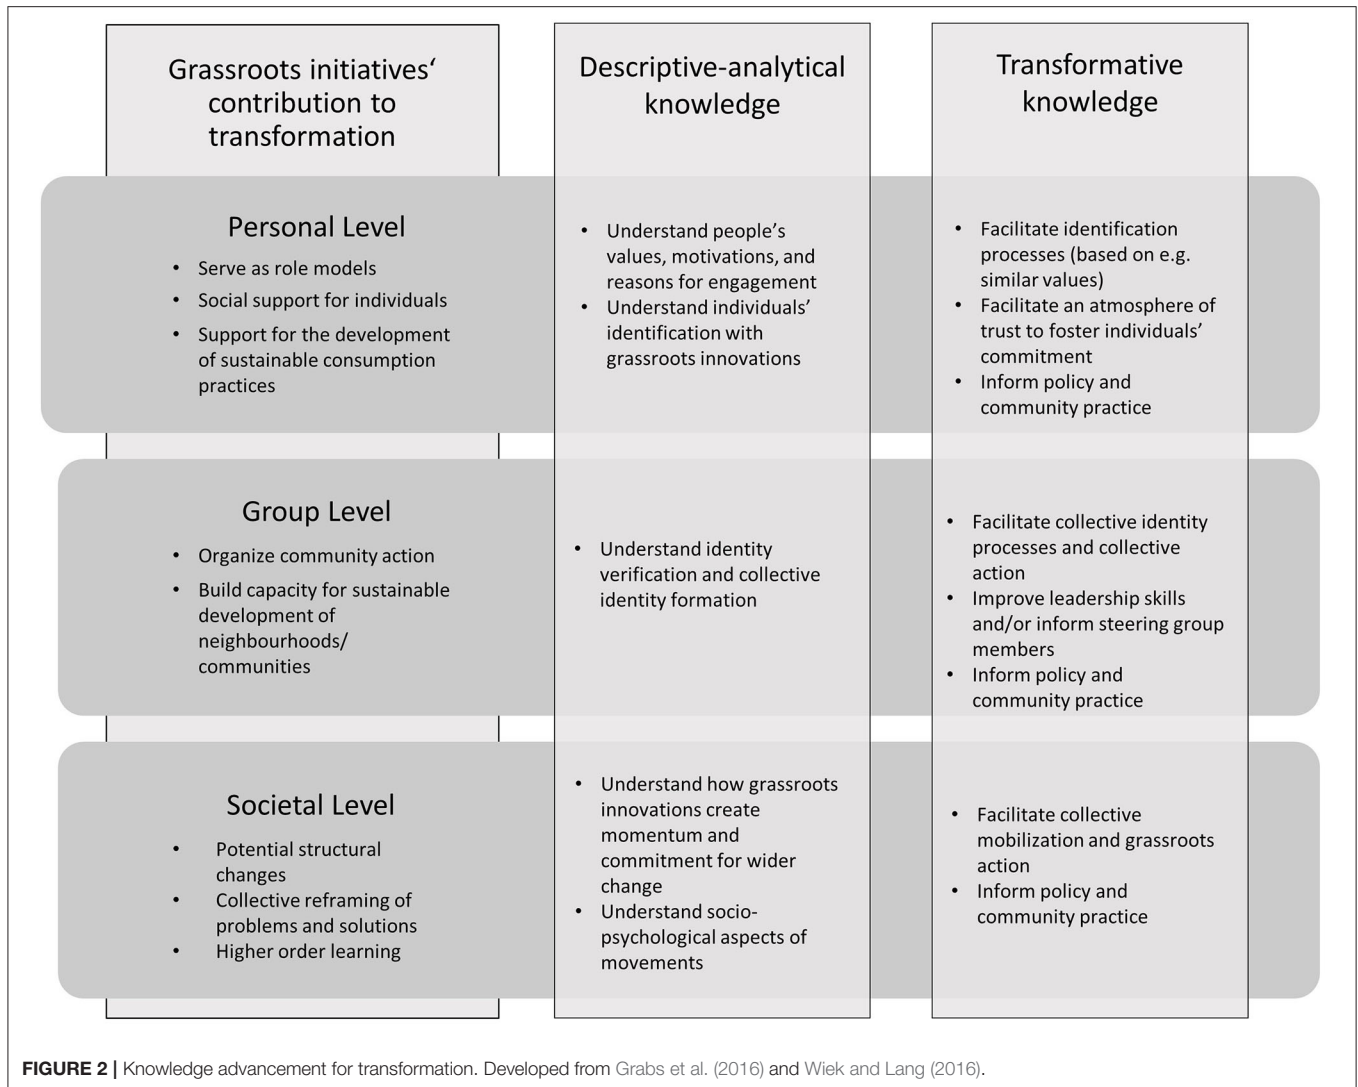 Grassroots initiatives‘
contribution to
transformation
Descriptive-analytical
knowledge
Transformative
knowledge
Personal Level
• Serve as role models
• Social support for individuals
• Support for the development
of sustainable consumption
practices
• Understand people’s
values, motivations, and
reasons for engagement
• Understand individuals’
identification with
grassroots innovations
• Facilitate identification
processes (based on e.g.
similar values)
• Facilitate an atmosphere of
trust to foster individuals’
commitment
• Inform policy and
community practice
Group Level
• Organize community action
• Build capacity for sustainable
development of
neighbourhoods/
communities
• Understand identity
verification and collective
identity formation
• Facilitate collective identity
processes and collective
action
• Improve leadership skills
and/or inform steering group
members
• Inform policy and
community practice
Societal Level
• Potential structural
changes
• Collective reframing of
problems and solutions
• Higher order learning
• Understand how grassroots
innovations create
momentum and
commitment for wider
change
• Understand socio-
psychological aspects of
movements
• Facilitate collective
mobilization and grassroots
action
• Inform policy and
community practice
FIGURE 2 | Knowledge advancement for transformation. Developed from Grabs et al. (2016) and Wiek and Lang (2016).